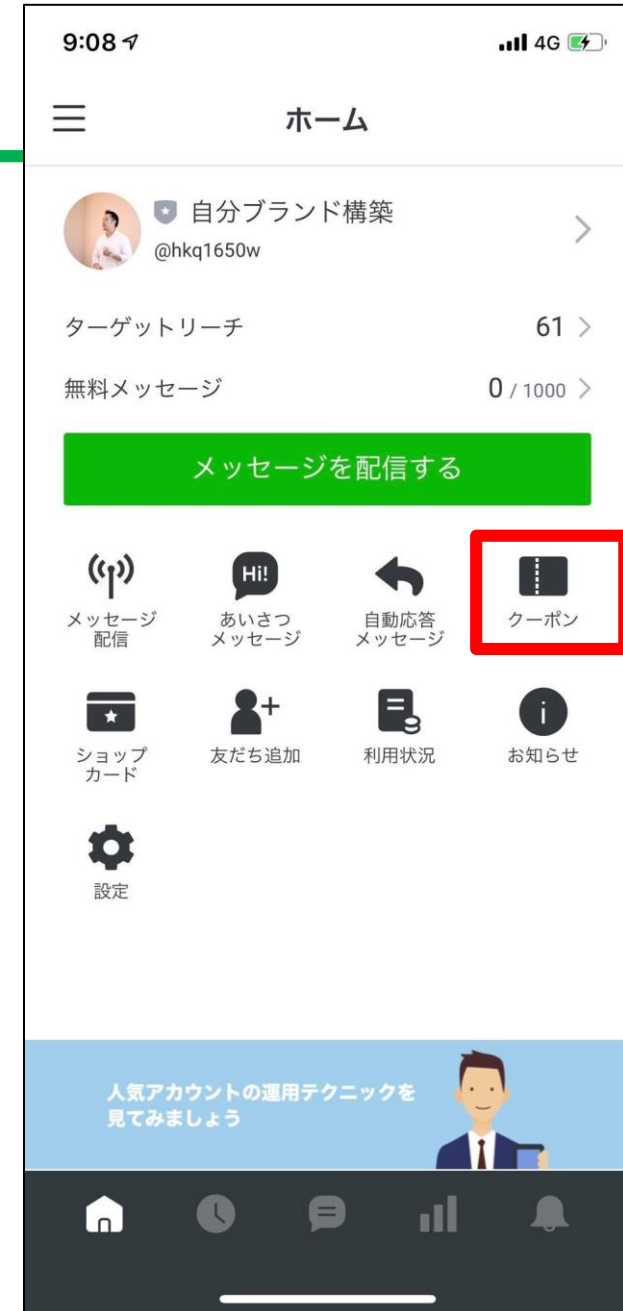 9:08
4G
ホーム
自分ブランド構築
@hkq1650w
ターゲットリーチ
61
無料メッセージ
0 / 1000
メッセージを配信する
Hi!
メッセージ
配信
あいさつ
メッセージ
自動応答
メッセージ
クーポン
ショップ
カード
友だち追加
利用状況
お知らせ
設定
人気アカウントの運用テクニックを
見てみましょう